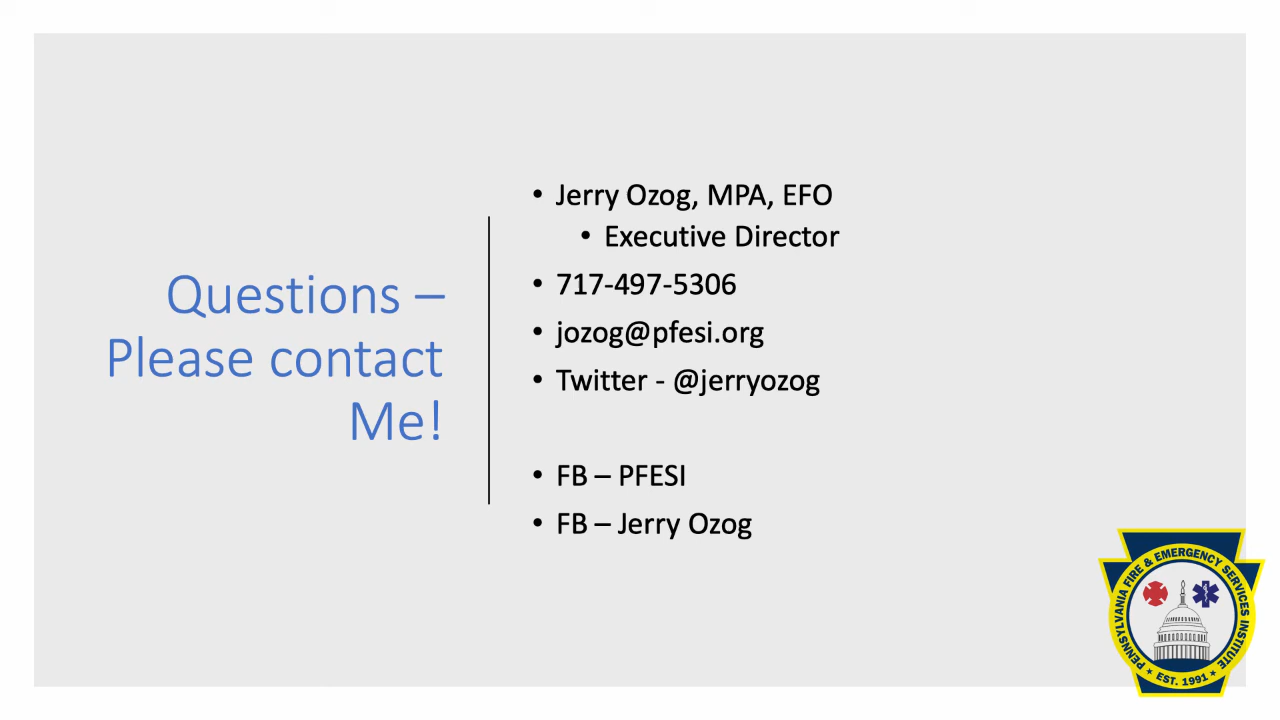 Questions –
Please contact
Me!
• Jerry Ozog, MPA, EFO
• Executive Director
• 717-497-5306
• jozog@pfesi.org
• Twitter - @jerryozog
• FB – PFESI
• FB – Jerry Ozog
PENNSYLVANIA FIRE & EMERGENCY SERVICES INSTITUTE
★ EST. 1991 ★